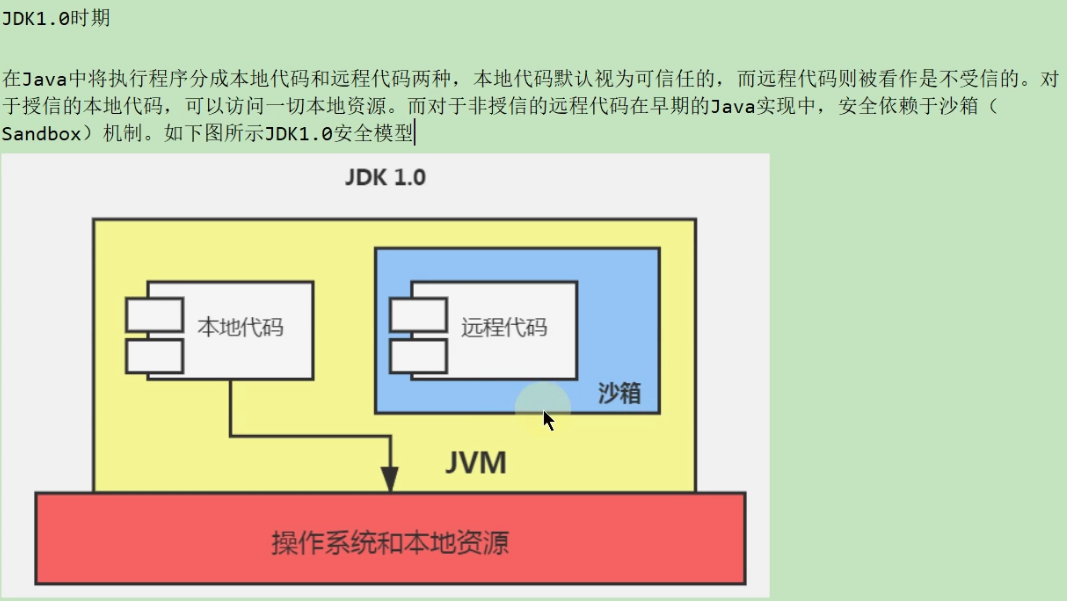 JDK1.0时期
在Java中将执行程序分成本地代码和远程代码两种，本地代码默认视为可信任的，而远程代码则被看作是不受信的。对
于授信的本地代码，可以访问一切本地资源。而对于非授信的远程代码在早期的Java实现中，安全依赖于沙箱（
Sandbox）机制。如下图所示JDK1.0安全模型
JDK 1.0
本地代码
远程代码
沙箱
JVM
操作系统和本地资源